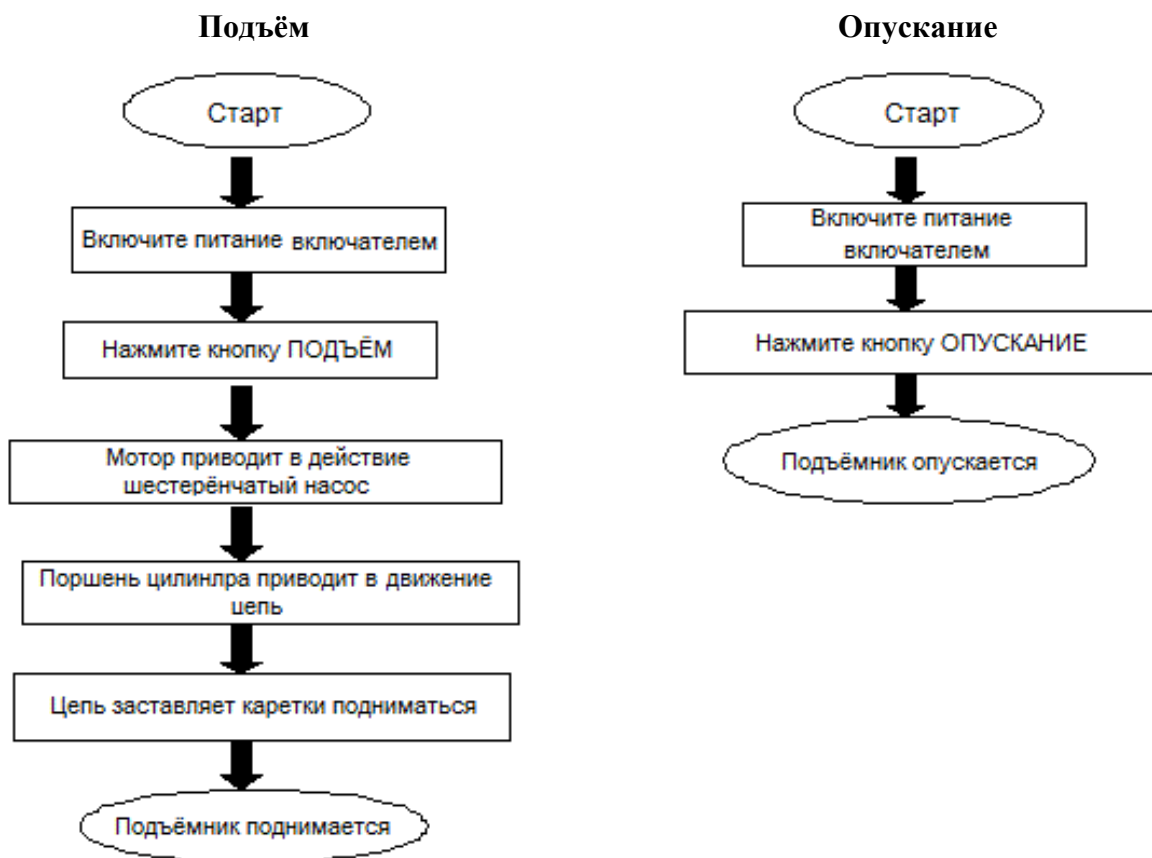 Подъём
Старт
Включите питание включателем
Нажмите кнопку ПОДЪЁМ
Мотор приводит в действие
шестерёнчатый насос
Поршень цилинлра приводит в движение
цепь
Цепь заставляет каретки подниматься
Подъёмник поднимается
Опускание
Старт
Включите питание
включателем
Нажмите кнопку ОПУСКАНИЕ
Подъёмник опускается